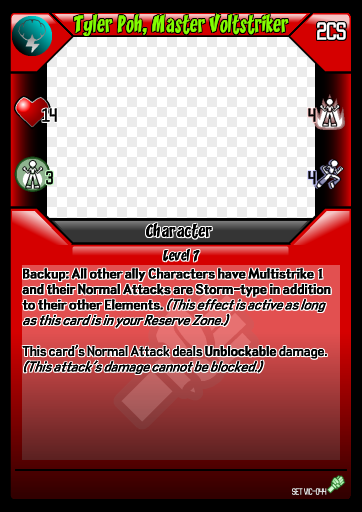 Tyler Poh, Master Voltstriker
2CS
14
4
3
4
Character
Level 7
Backup: All other ally Characters have Multistrike 1
and their Normal Attacks are Storm-type in addition
to their other Elements. (This effect is active as long
as this card is in your Reserve Zone.)
This card's Normal Attack deals Unblockable damage.
(This attack's damage cannot be blocked.)
SET VIC-044